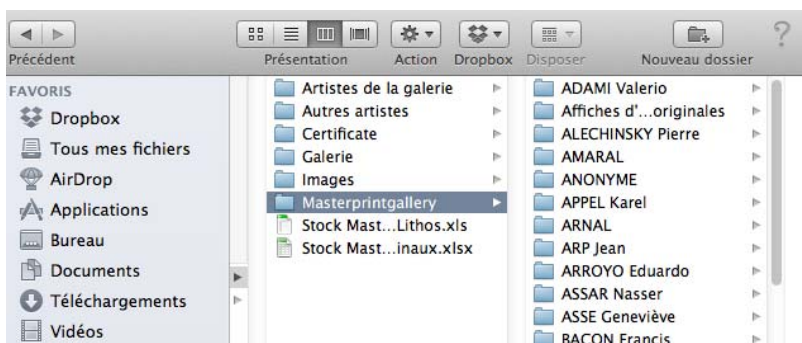 Précédent
Présentation
Action
Dropbox
Disposer
Nouveau dossier
?
FAVORIS
Dropbox
Tous mes fichiers
AirDrop
Applications
Bureau
Documents
Téléchargements
Vidéos
Artistes de la galerie
Autres artistes
Certificate
Galerie
Images
Masterprintgallery
Stock Mast...Lithos.xls
Stock Mast...inaux.xlsx
ADAMI Valerio
Affiches d'...originales
ALECHINSKY Pierre
AMARAL
ANONYME
APPEL Karel
ARNAL
ARP Jean
ARROYO Eduardo
ASSAR Nasser
ASSE Geneviève
BACON Francis